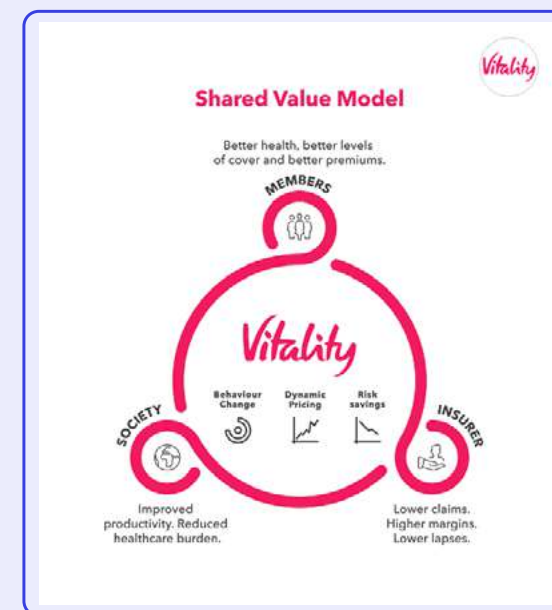 Vitality
Shared Value Model
Better health, better levels
of cover and better premiums.
MEMBERS
Vitality
Behaviour
Change
Dynamic
Pricing
Risk
savings
SOCIETY
INSURER
Improved
productivity. Reduced
healthcare burden.
Lower claims.
Higher margins.
Lower lapses.